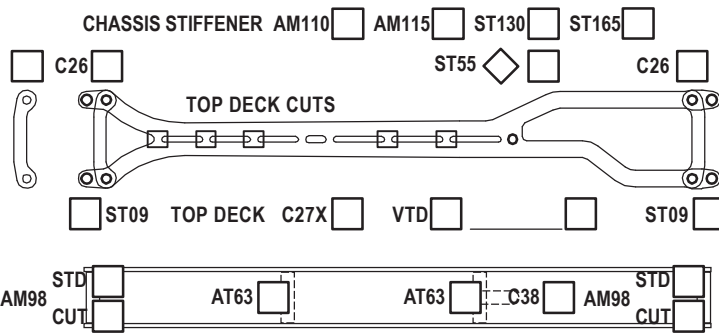 CHASSIS STIFFENER AM110 AM115 ST130 ST165
C26 ST55 C26
TOP DECK CUTS
ST09 TOP DECK C27X VTD ST09
STD STD
AM98 AT63 AT63 C38 AM98
CUT CUT